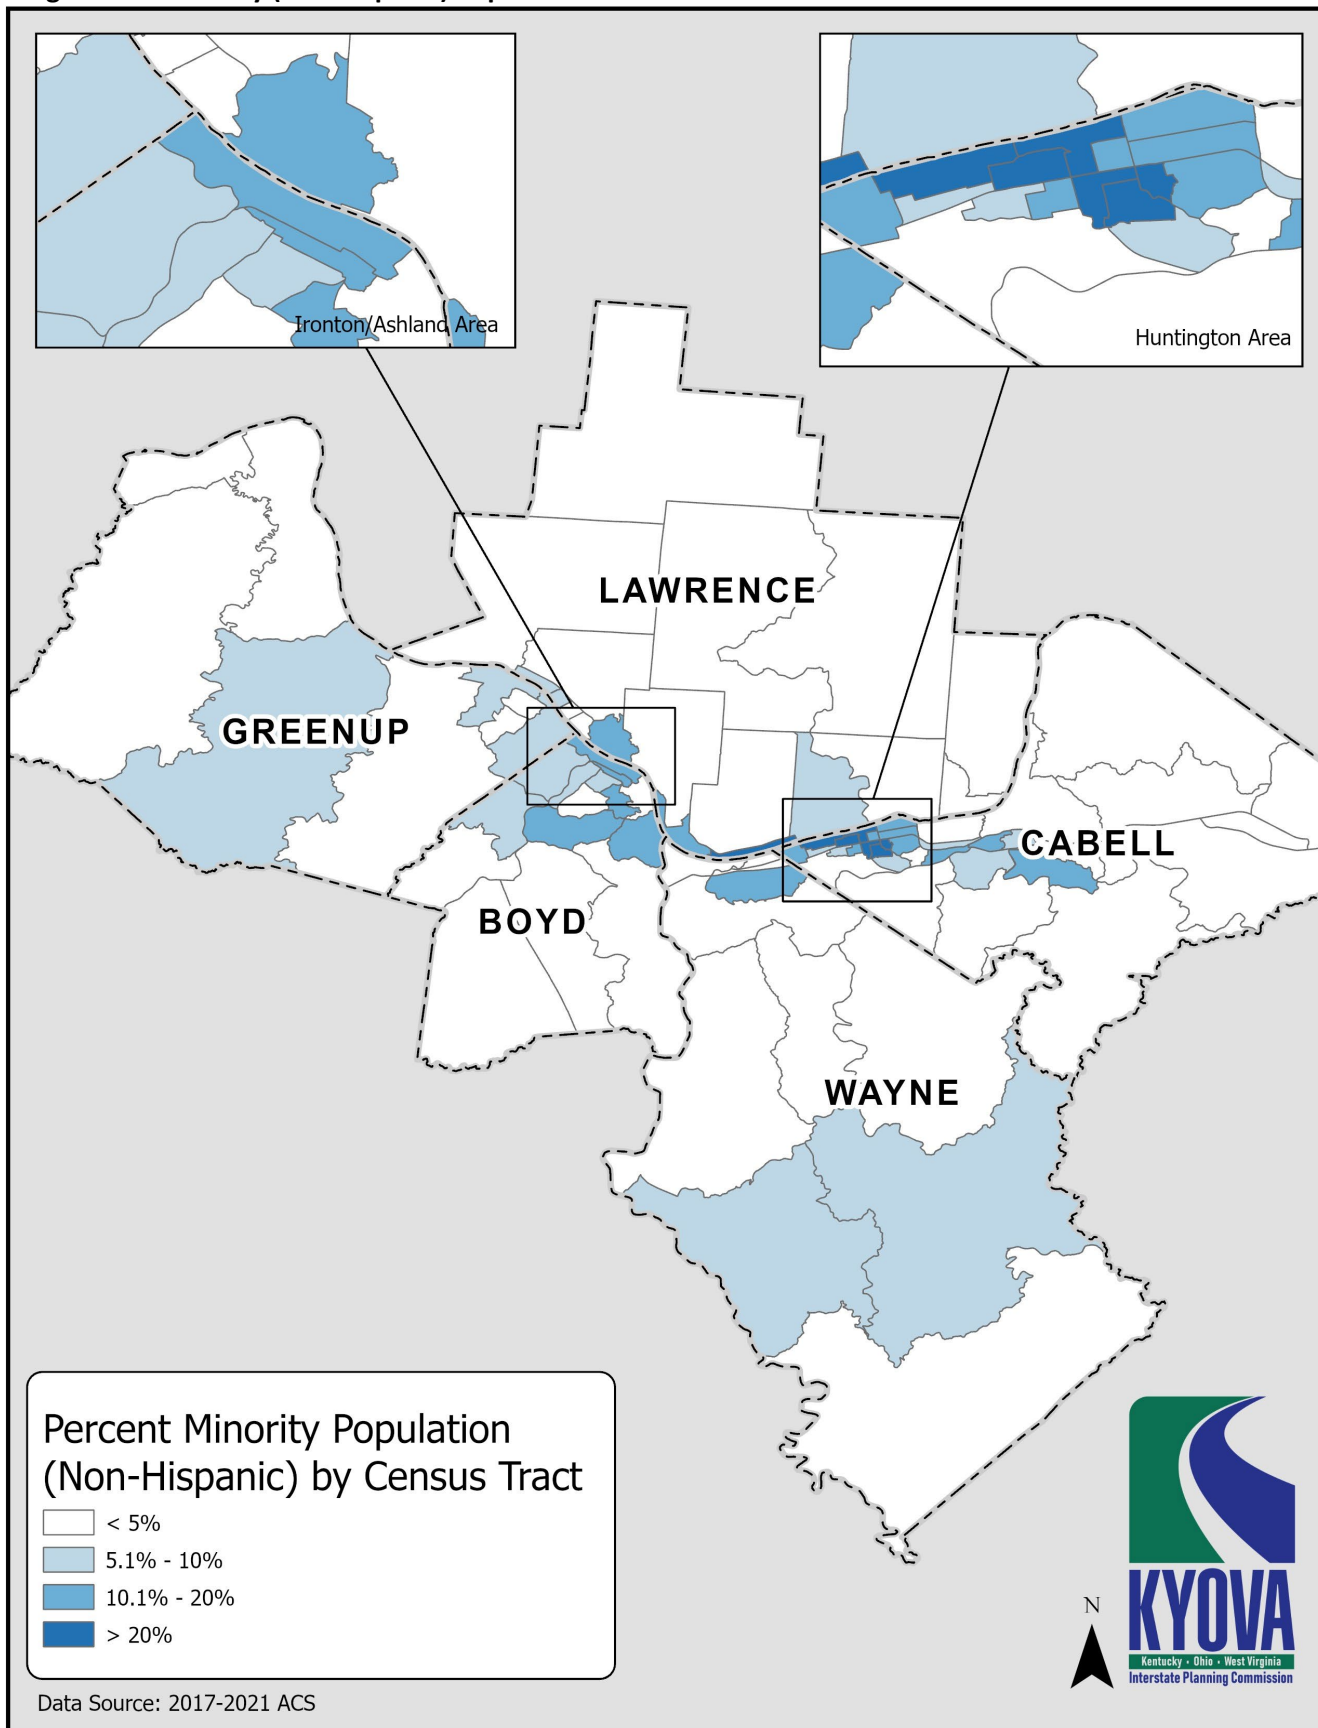 Ironton/Ashland Area
Huntington Area
LAWRENCE
GREENUP
CABELL
BOYD
WAYNE
Percent Minority Population
(Non-Hispanic) by Census Tract
< 5%
5.1% - 10%
10.1% - 20%
> 20%
Data Source: 2017-2021 ACS
N
KYOVA
Kentucky • Ohio • West Virginia
Interstate Planning Commission